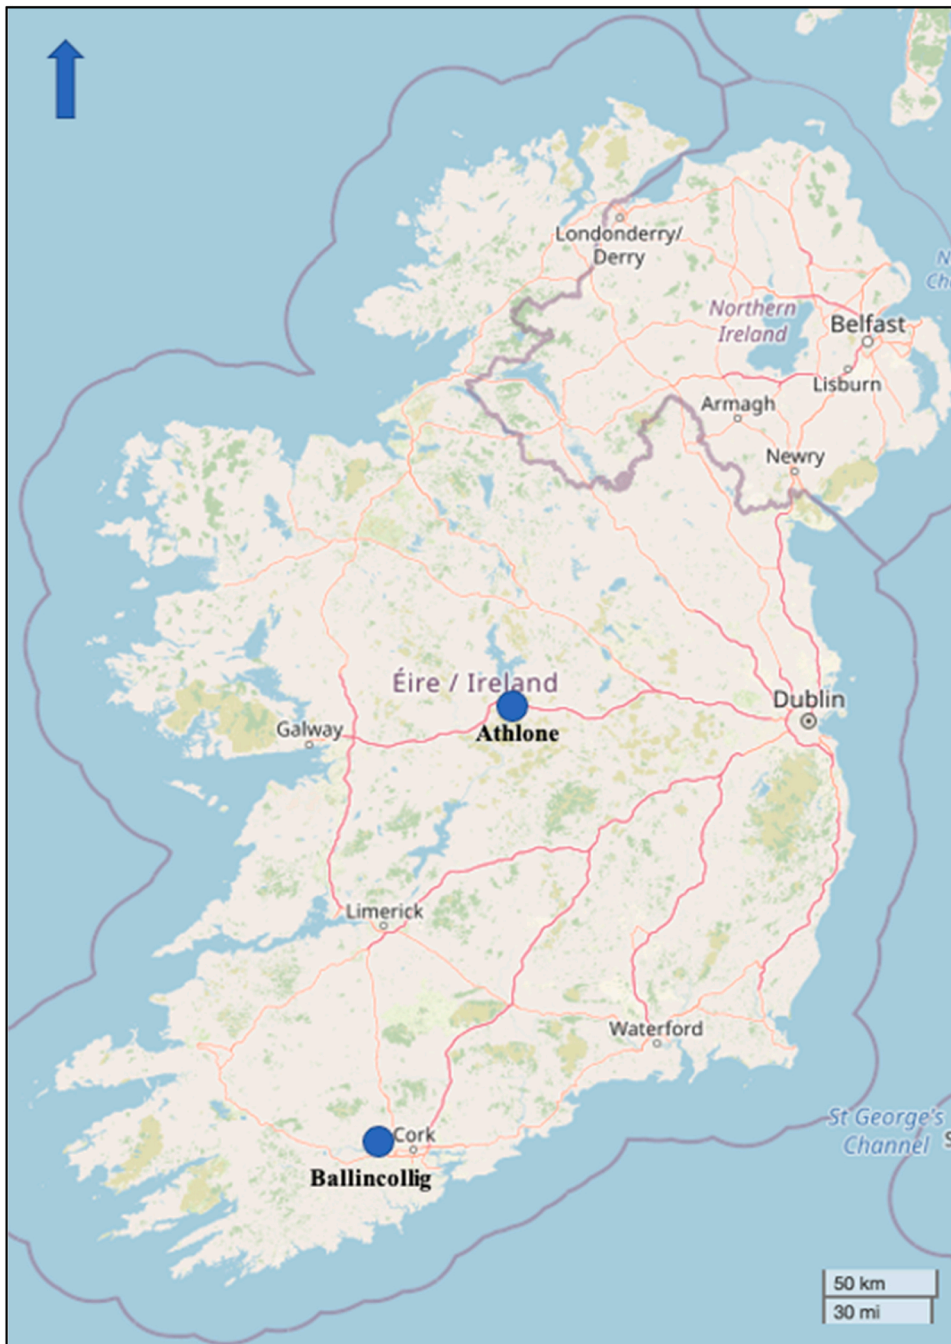 Londonderry/
Derry
N
Ch
Northern
Ireland
Belfast
Lisburn
Armagh
Newry
Éire / Ireland
Dublin
Galway
Athlone
Limerick
Waterford
St George's
Channel
S
Cork
Ballincollig
50 km
30 mi